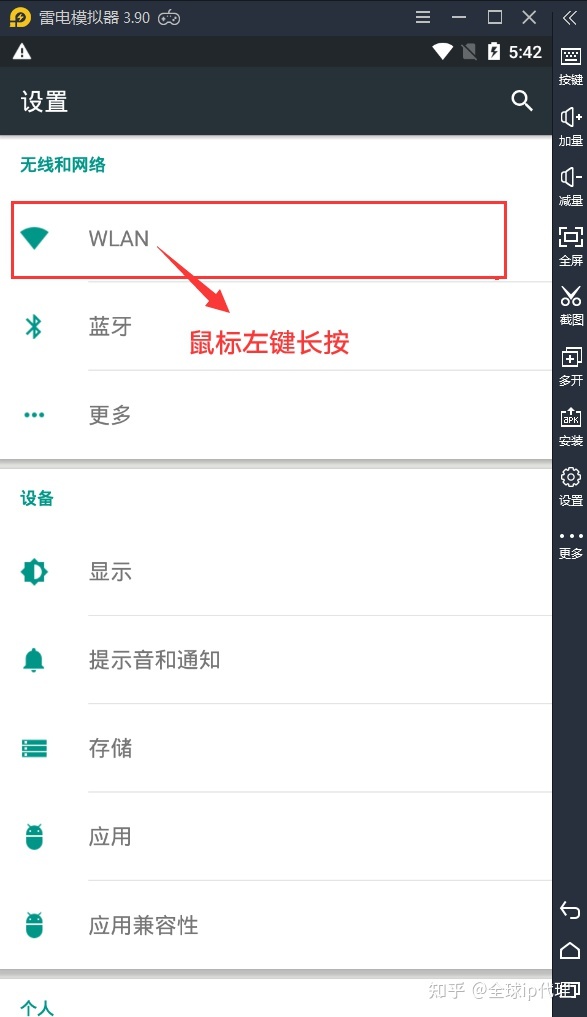 雷电模拟器 3.90
5:42
设置
无线和网络
WLAN
鼠标左键长按
蓝牙
更多
设备
显示
提示音和通知
存储
应用
应用兼容性
个人
按键
加量
减量
全屏
截图
多开
APK
安装
设置
更多
知乎 @全球ip代理